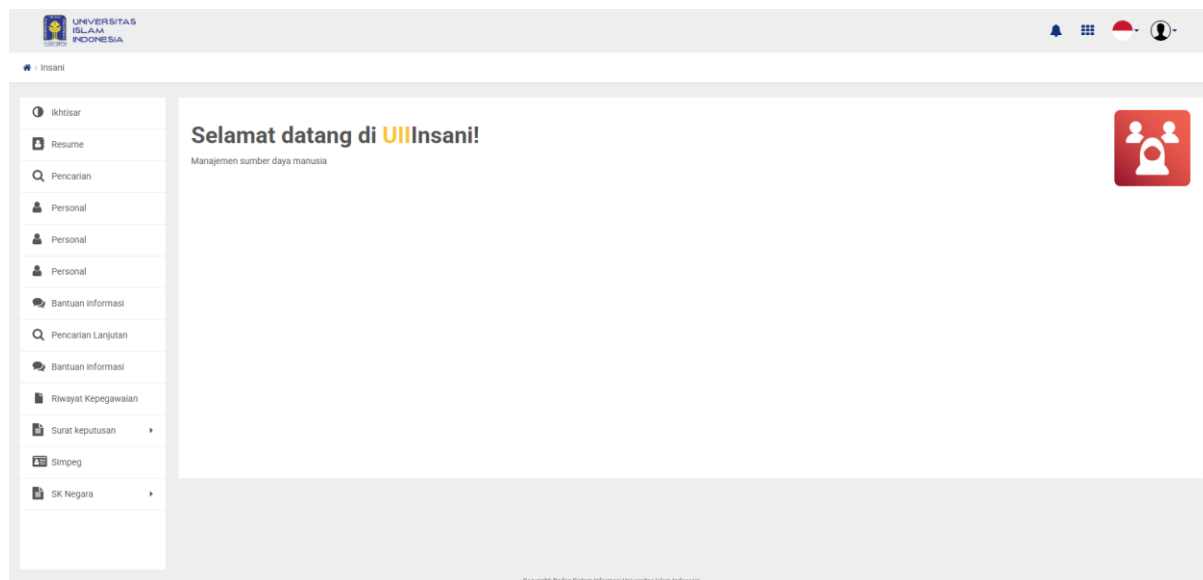 UNIVERSITAS
ISLAM
INDONESIA
> Insani
Ikhtisar
Resume
Pencarian
Personal
Personal
Personal
Bantuan informasi
Pencarian Lanjutan
Bantuan informasi
Riwayat Kepegawaian
Surat keputusan
Simpeg
SK Negara
Selamat datang di UIIInsani!
Manajemen sumber daya manusia